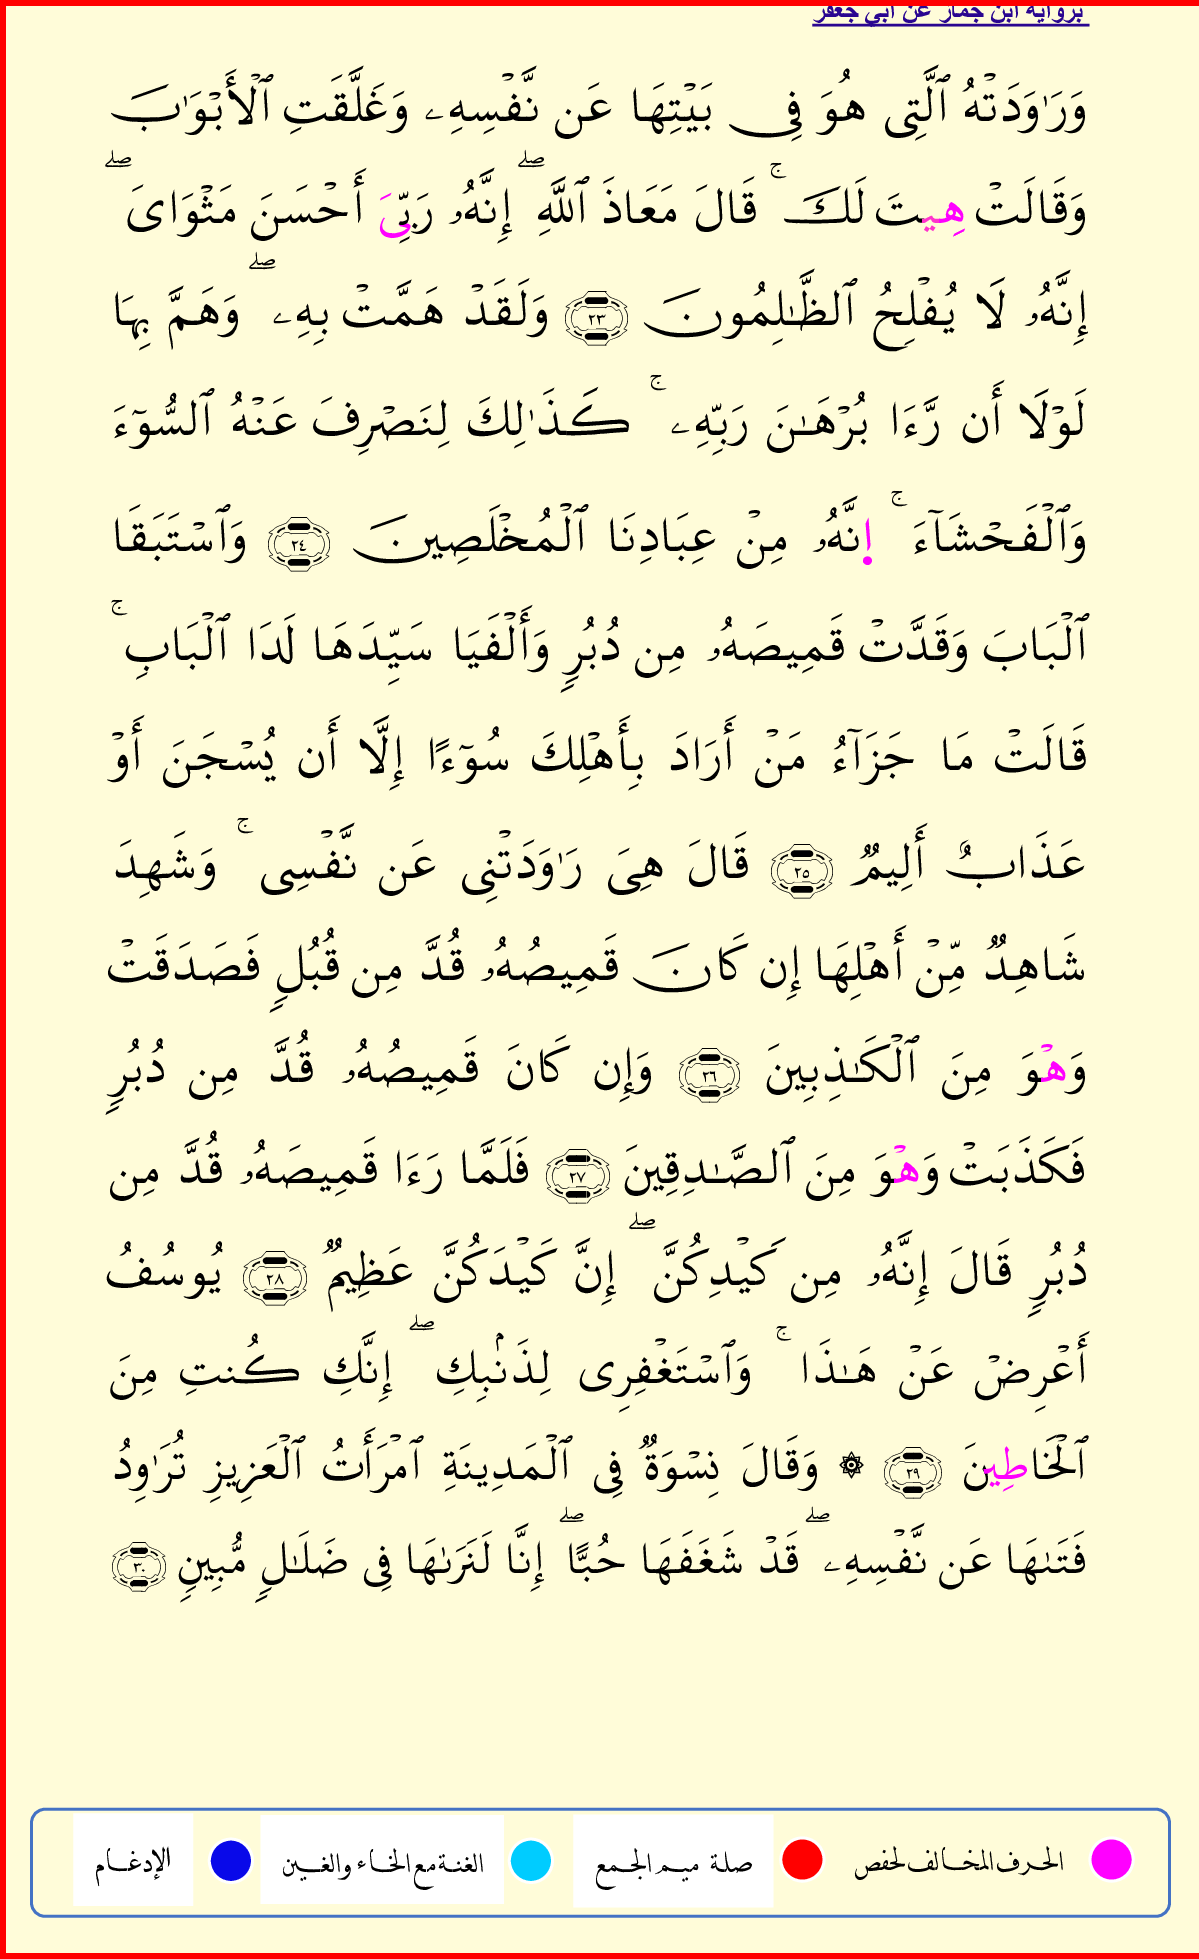 برواية ابن جماز عن أبي جعفر
وَرَٰوَدَتۡهُ ٱلَّتِى هُوَ فِى بَيۡتِهَا عَن نَّفۡسِهِۦ وَغَلَّقَتِ ٱلۡأَبۡوَٰبَ
وَقَالَتۡ هِيتَ لَكَۚ قَالَ مَعَاذَ ٱللَّهِۖ إِنَّهُۥ رَبِّىَ أَحۡسَنَ مَثۡوَاىَۖ
إِنَّهُۥ لَا يُفۡلِحُ ٱلظَّـٰلِمُونَ ٢٣ وَلَقَدۡ هَمَّتۡ بِهِۦۖ وَهَمَّ بِهَا
لَوۡلَا أَن رَّءَا بُرۡهَـٰنَ رَبِّهِۦۚ كَذَٰلِكَ لِنَصۡرِفَ عَنۡهُ ٱلسُّوٓءَ
وَٱلۡفَحۡشَآءَۚ إِنَّهُۥ مِنۡ عِبَادِنَا ٱلۡمُخۡلَصِينَ ٢٤ وَٱسۡتَبَقَا
ٱلۡبَابَ وَقَدَّتۡ قَمِيصَهُۥ مِن دُبُرٍ وَأَلۡفَيَا سَيِّدَهَا لَدَا ٱلۡبَابِۚ
قَالَتۡ مَا جَزَآءُ مَنۡ أَرَادَ بِأَهۡلِكَ سُوٓءًا إِلَّا أَن يُسۡجَنَ أَوۡ
عَذَابٌ أَلِيمٌ ٢٥ قَالَ هِىَ رَٰوَدَتۡنِى عَن نَّفۡسِىۚ وَشَهِدَ
شَاهِدٌ مِّنۡ أَهۡلِهَا إِن كَانَ قَمِيصُهُۥ قُدَّ مِن قُبُلٍ فَصَدَقَتۡ
وَهۡوَ مِنَ ٱلۡكَـٰذِبِينَ ٢٦ وَإِن كَانَ قَمِيصُهُۥ قُدَّ مِن دُبُرٍ
فَكَذَبَتۡ وَهۡوَ مِنَ ٱلصَّـٰدِقِينَ ٢٧ فَلَمَّا رَءَا قَمِيصَهُۥ قُدَّ مِن
دُبُرٍ قَالَ إِنَّهُۥ مِن كَيۡدِكُنَّۖ إِنَّ كَيۡدَكُنَّ عَظِيمٌ ٢٨ يُوسُفُ
أَعۡرِضۡ عَنۡ هَـٰذَاۚ وَٱسۡتَغۡفِرِى لِذَنۢبِكِۖ إِنَّكِ كُنتِ مِنَ
ٱلۡخَاطِينَ ٢٩ ۞ وَقَالَ نِسۡوَةٌ فِى ٱلۡمَدِينَةِ ٱمۡرَأَتُ ٱلۡعَزِيزِ تُرَٰوِدُ
فَتَىٰهَا عَن نَّفۡسِهِۦۖ قَدۡ شَغَفَهَا حُبًّاۖ إِنَّا لَنَرَىٰهَا فِى ضَلَـٰلٍ مُّبِينٍ ٣٠
الحرف المخالف لحفص صلة ميم الجمع الغنة مع الخاء والغين الإدغام